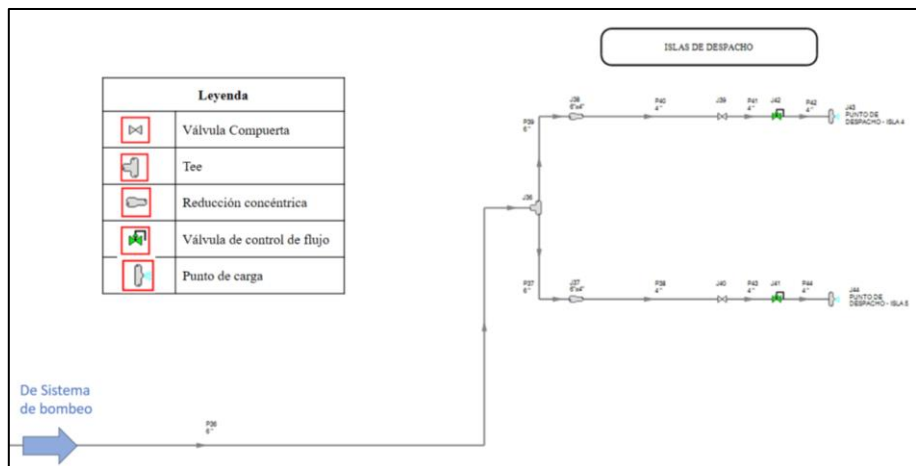 ISLAS DE DESPACHO
Leyenda
Válvula Compuerta
Tee
Reducción concéntrica
Válvula de control de flujo
Punto de carga
J38
6"x4"
P40
4"
J39
P41
4"
J42
P42
4"
J43
PUNTO DE
DESPACHO - ISLA 4
P39
6"
J36
P37
6"
J37
6"x4"
P38
4"
J40
P43
4"
J41
P44
4"
J44
PUNTO DE
DESPACHO - ISLA 5
De Sistema
de bombeo
P36
6"